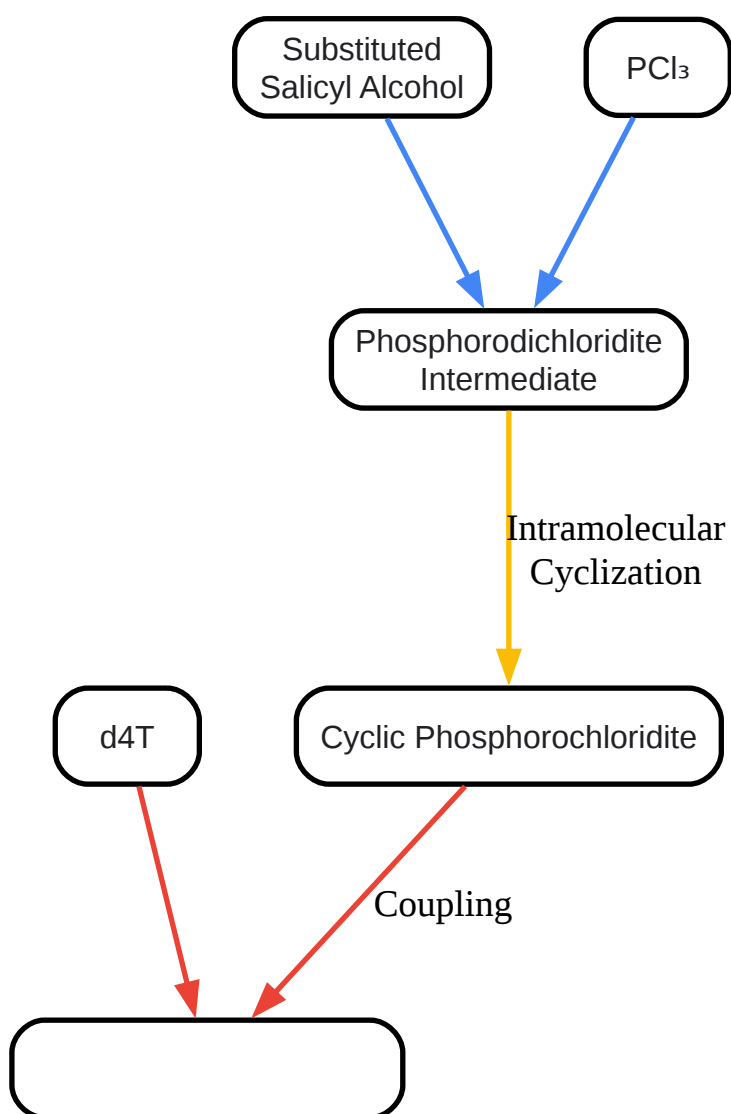 Substituted
Salicyl Alcohol
PCl₃
Phosphorodichloridite
Intermediate
Intramolecular
Cyclization
d4T
Cyclic Phosphorochloridite
Coupling